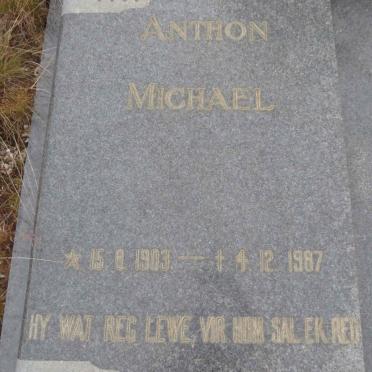 ANTHON
MICHAEL
★ 15. 8. 1903 — † 4. 12. 1987
HY WAT REG LEWE, VIR HOM SAL EK RED